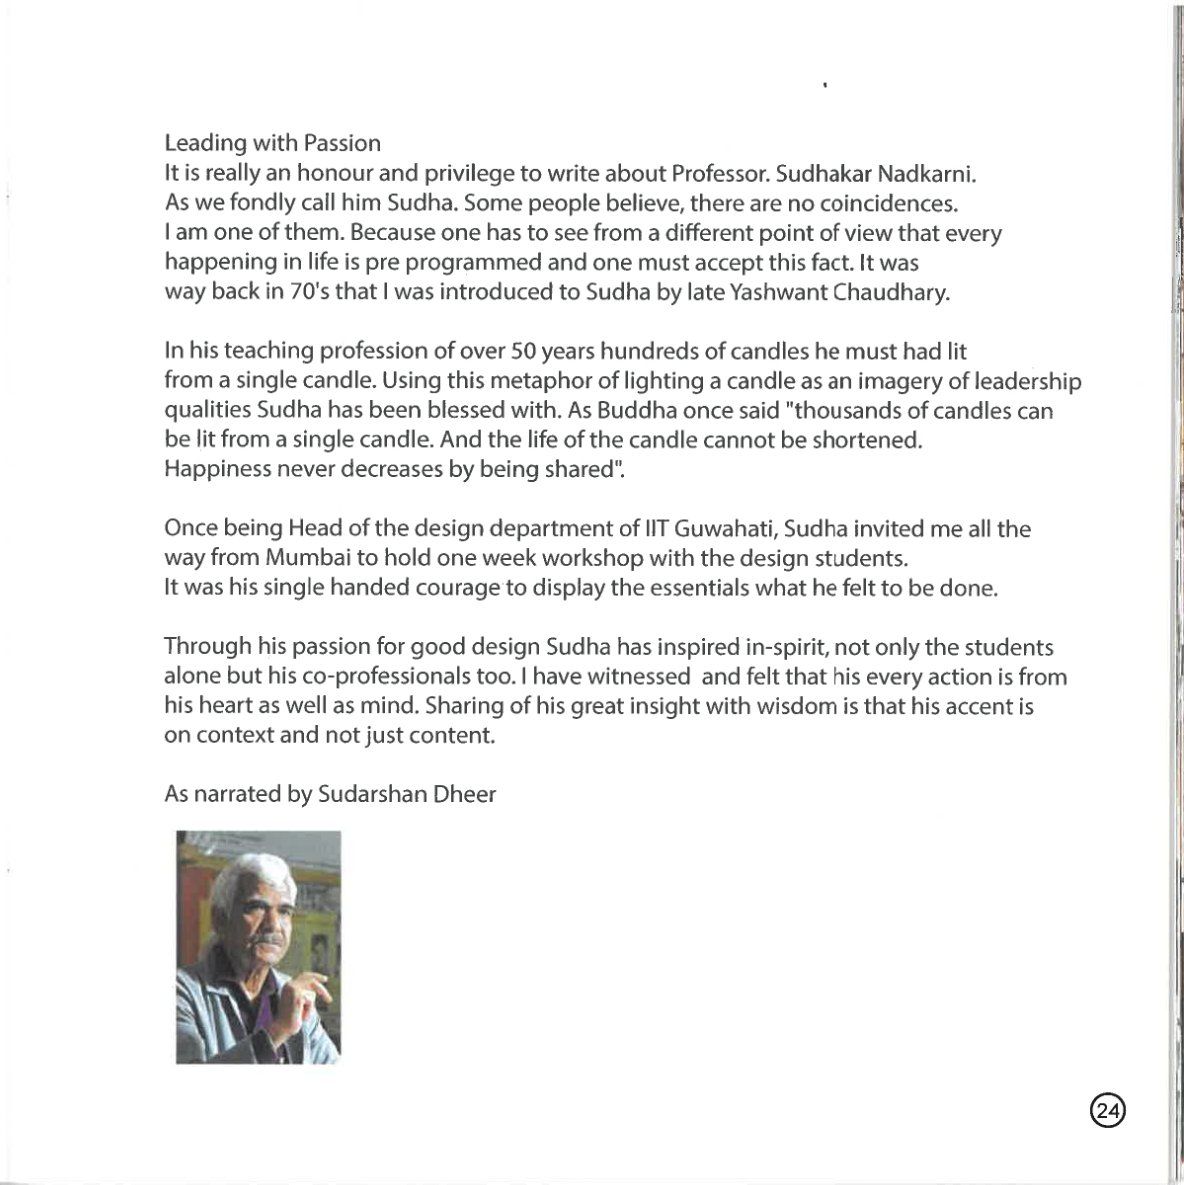 Leading with Passion
It is really an honour and privilege to write about Professor. Sudhakar Nadkarni.
As we fondly call him Sudha. Some people believe, there are no coincidences.
I am one of them. Because one has to see from a different point of view that every
happening in life is pre programmed and one must accept this fact. It was
way back in 70's that I was introduced to Sudha by late Yashwant Chaudhary.

In his teaching profession of over 50 years hundreds of candles he must had lit
from a single candle. Using this metaphor of lighting a candle as an imagery of leadership
qualities Sudha has been blessed with. As Buddha once said "thousands of candles can
be lit from a single candle. And the life of the candle cannot be shortened.
Happiness never decreases by being shared".

Once being Head of the design department of IIT Guwahati, Sudha invited me all the
way from Mumbai to hold one week workshop with the design students.
It was his single handed courage to display the essentials what he felt to be done.

Through his passion for good design Sudha has inspired in-spirit, not only the students
alone but his co-professionals too. I have witnessed  and felt that his every action is from
his heart as well as mind. Sharing of his great insight with wisdom is that his accent is
on context and not just content.

As narrated by Sudarshan Dheer
24